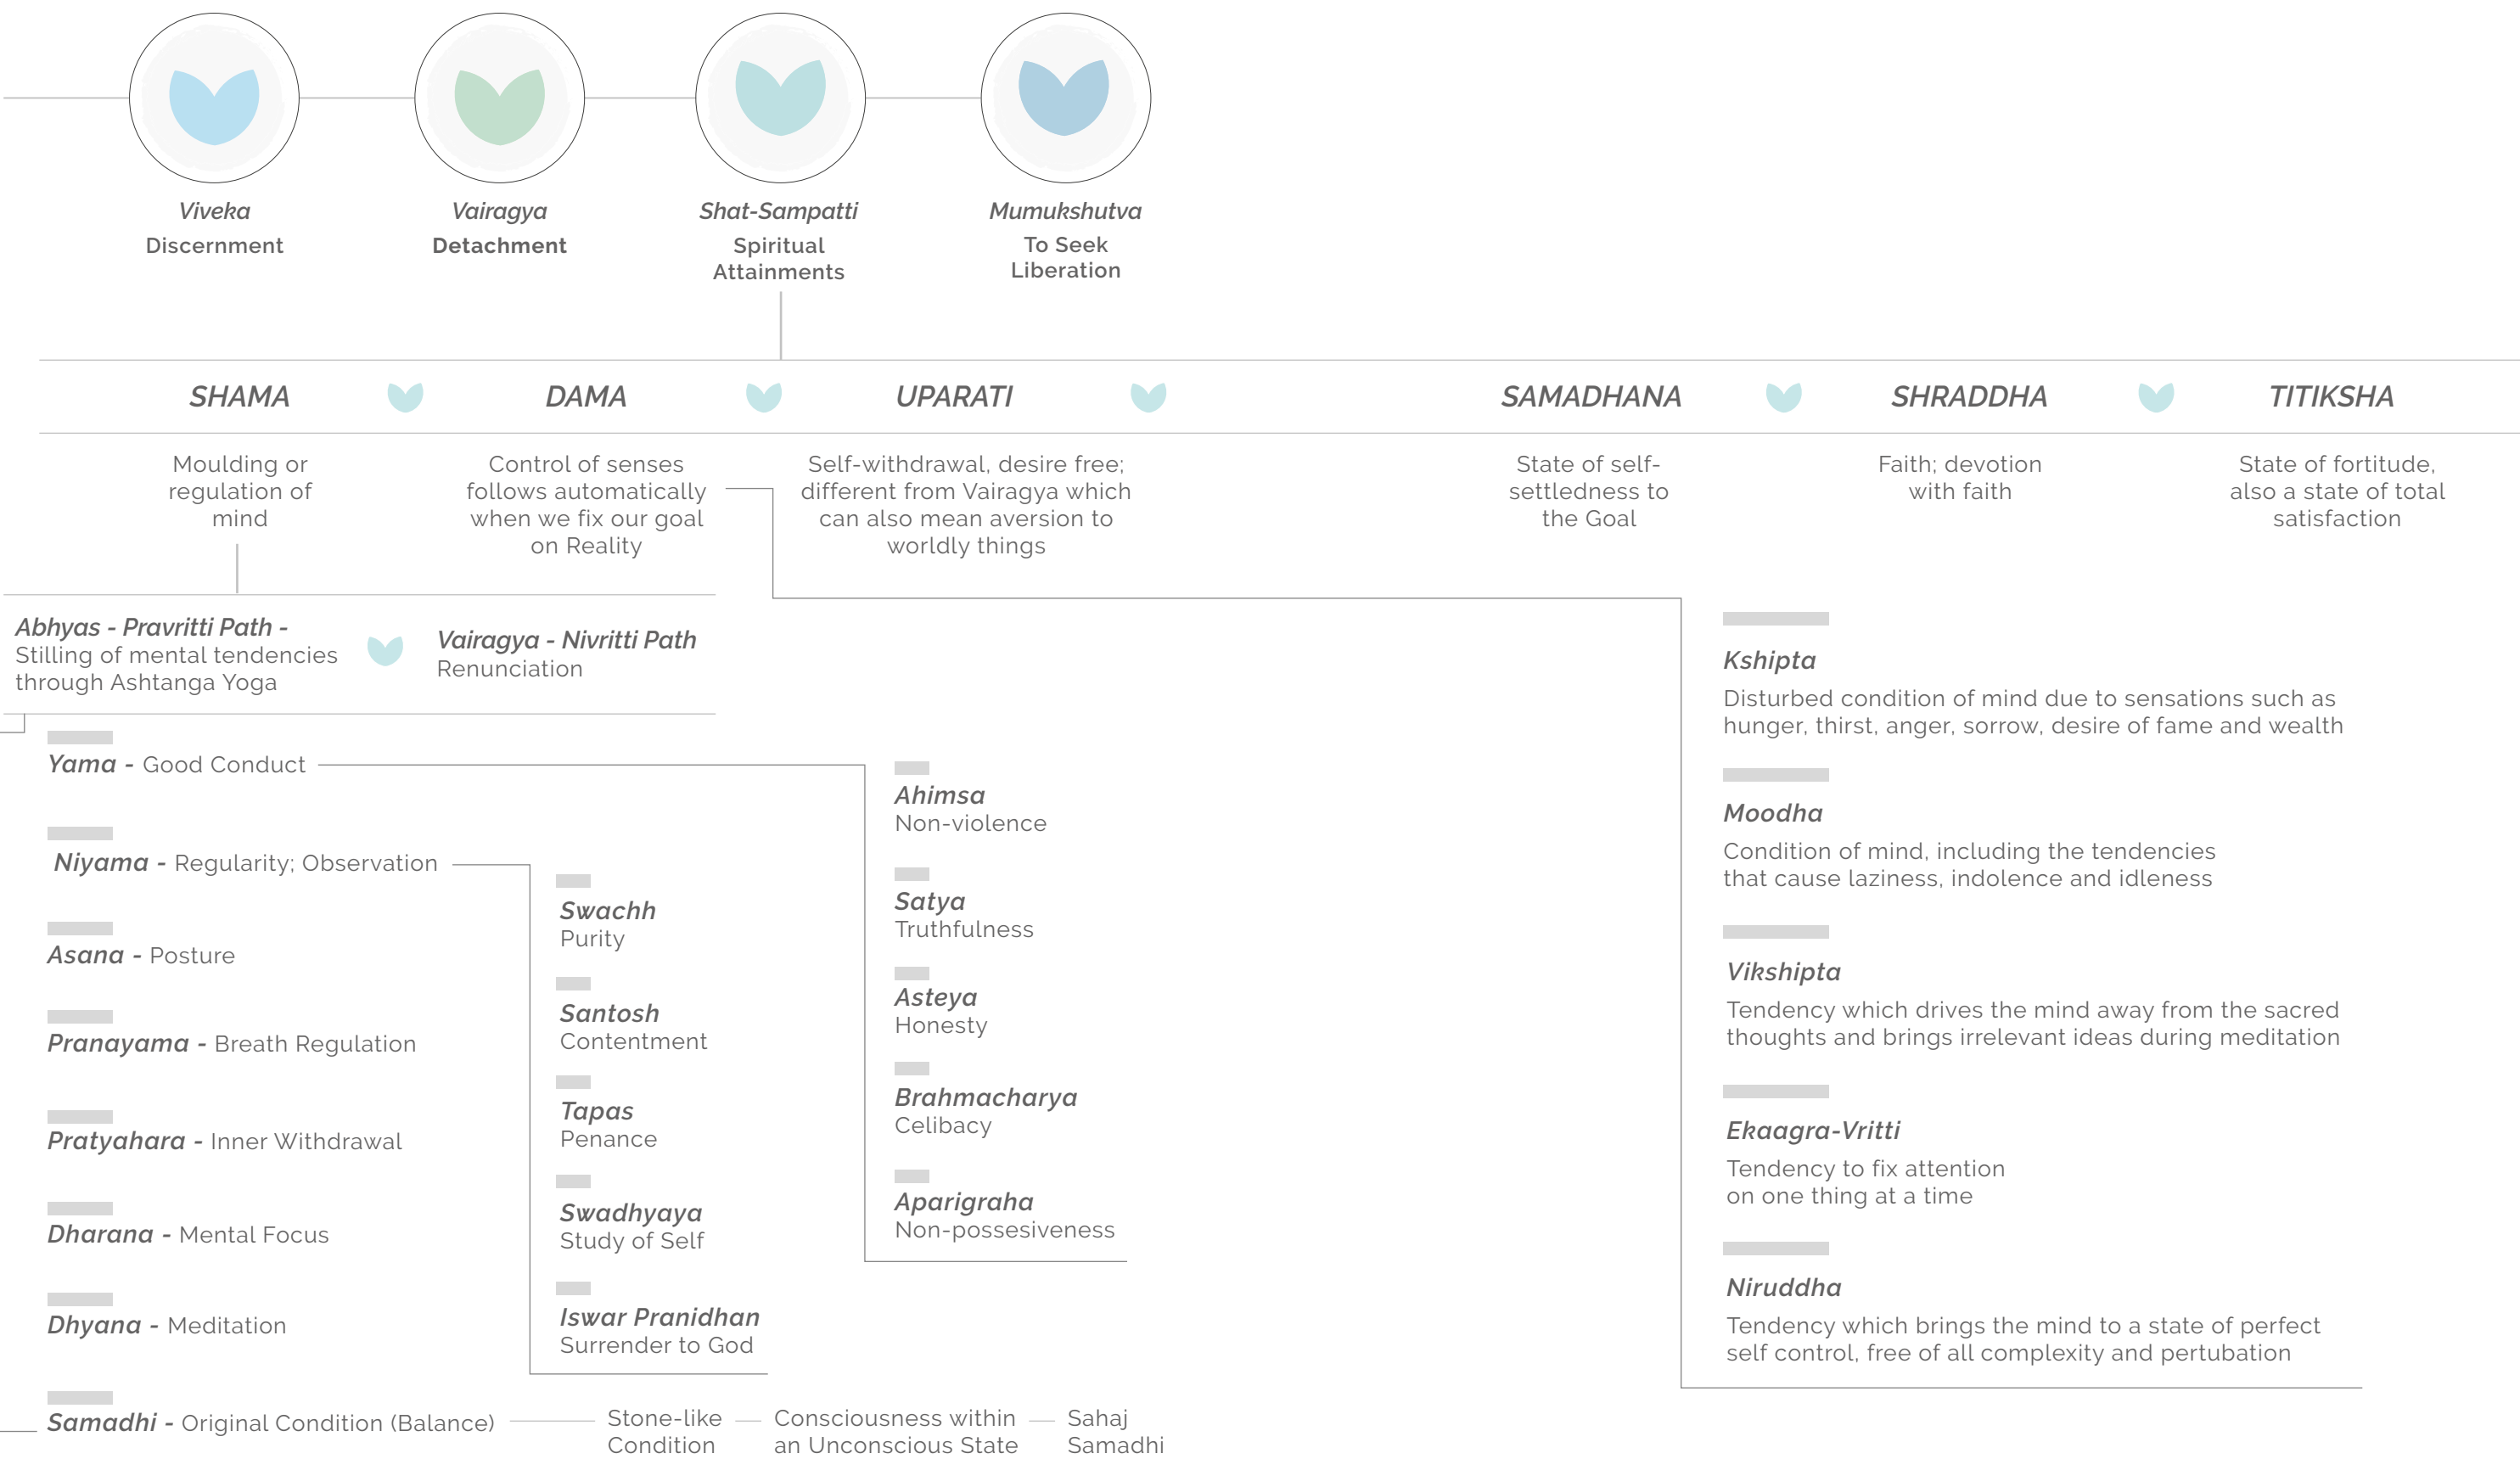 Viveka
Discernment
Vairagya
Detachment
Shat-Sampatti
Spiritual
Attainments
Mumukshutva
To Seek
Liberation
SHAMA
DAMA
UPARATI
SAMADHANA
SHRADDHA
TITIKSHA
Moulding or
regulation of
mind
Control of senses
follows automatically
when we fix our goal
on Reality
Self-withdrawal, desire free;
different from Vairagya which
can also mean aversion to
worldly things
State of self-
settledness to
the Goal
Faith; devotion
with faith
State of fortitude,
also a state of total
satisfaction
Abhyas - Pravritti Path -
Stilling of mental tendencies
through Ashtanga Yoga
Vairagya - Nivritti Path
Renunciation
Yama - Good Conduct
Niyama - Regularity; Observation
Asana - Posture
Pranayama - Breath Regulation
Pratyahara - Inner Withdrawal
Dharana - Mental Focus
Dhyana - Meditation
Samadhi - Original Condition (Balance)
Stone-like
Condition
Consciousness within
an Unconscious State
Sahaj
Samadhi
Swachh
Purity
Santosh
Contentment
Tapas
Penance
Swadhyaya
Study of Self
Iswar Pranidhan
Surrender to God
Ahimsa
Non-violence
Satya
Truthfulness
Asteya
Honesty
Brahmacharya
Celibacy
Aparigraha
Non-possesiveness
Kshipta
Disturbed condition of mind due to sensations such as
hunger, thirst, anger, sorrow, desire of fame and wealth
Moodha
Condition of mind, including the tendencies
that cause laziness, indolence and idleness
Vikshipta
Tendency which drives the mind away from the sacred
thoughts and brings irrelevant ideas during meditation
Ekaagra-Vritti
Tendency to fix attention
on one thing at a time
Niruddha
Tendency which brings the mind to a state of perfect
self control, free of all complexity and pertubation